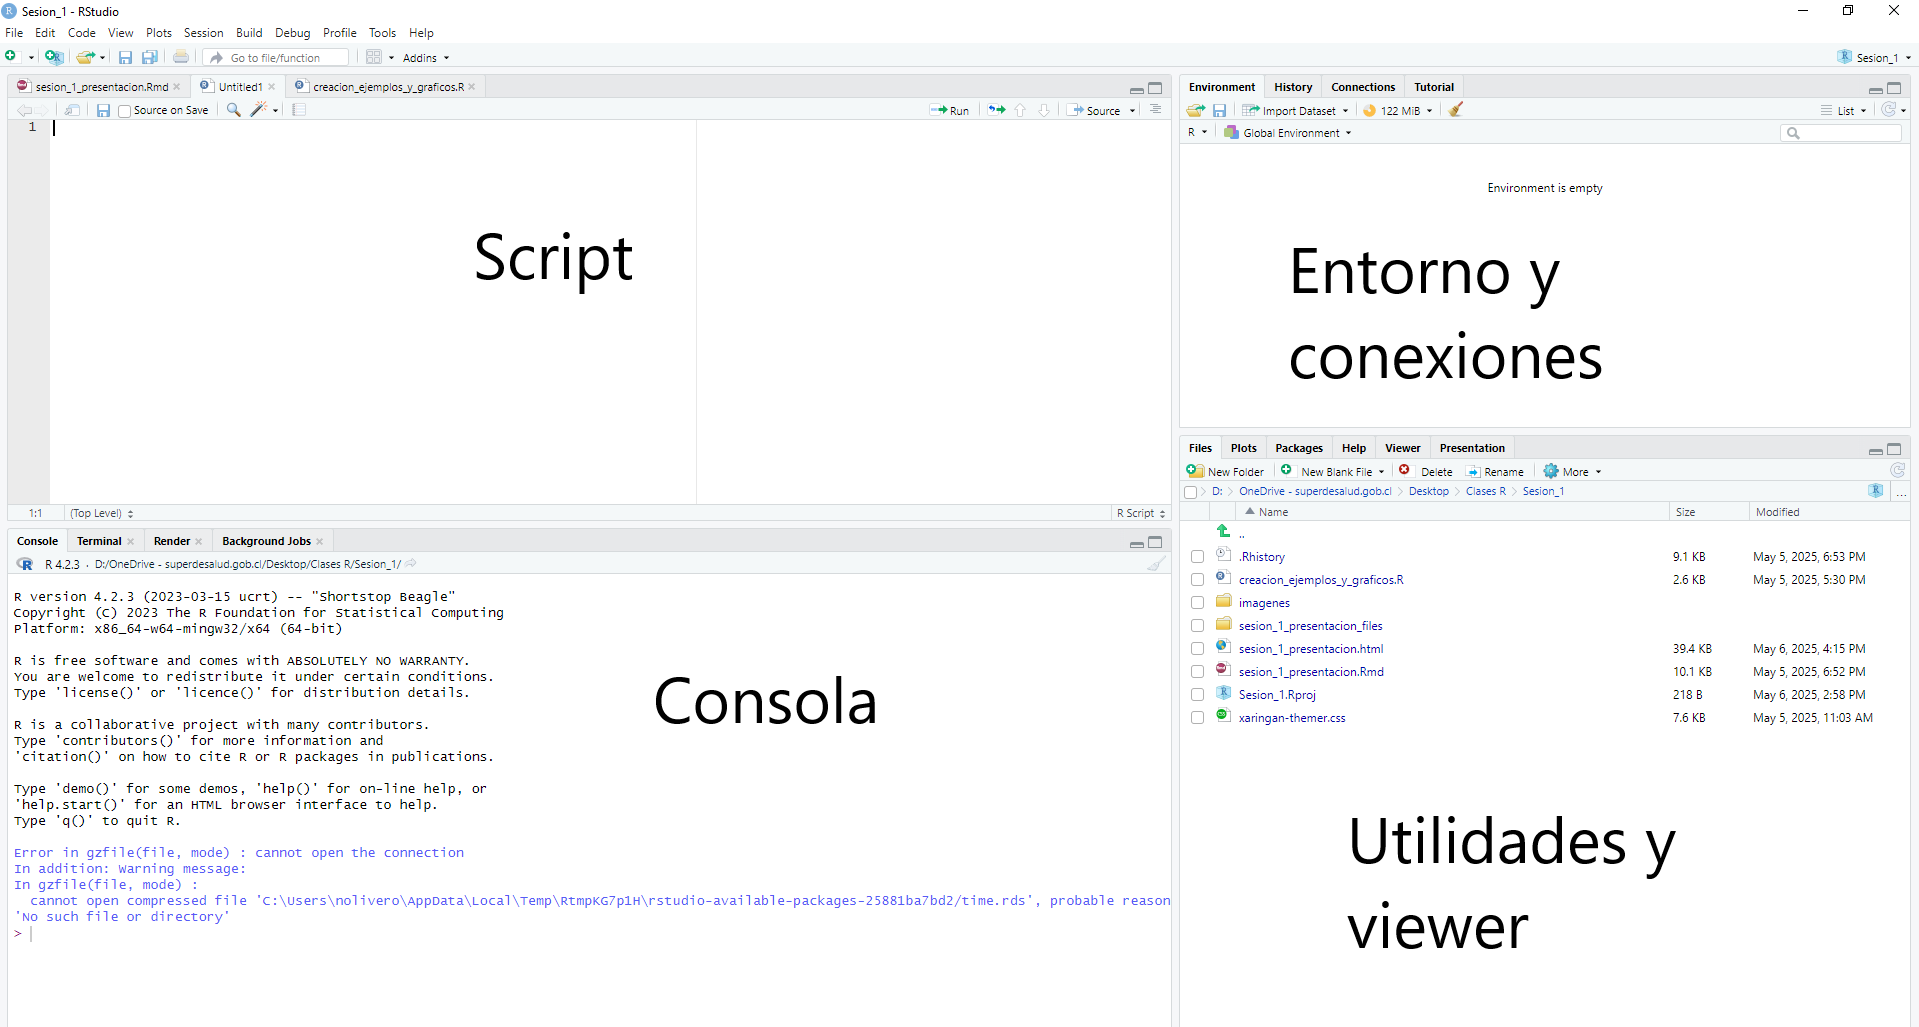 Sesion_1 - RStudio
File Edit Code View Plots Session Build Debug Profile Tools Help
Go to file/function Addins Sesion_1
sesion_1_presentacion.Rmd Untitled1 creacion_ejemplos_y_graficos.R
Source on Save Run Source
1
Script
1:1 (Top Level) R Script
Console Terminal Render Background Jobs
R 4.2.3 · D:/OneDrive - superdesalud.gob.cl/Desktop/Clases R/Sesion_1/
R version 4.2.3 (2023-03-15 ucrt) -- "Shortstop Beagle"
Copyright (C) 2023 The R Foundation for Statistical Computing
Platform: x86_64-w64-mingw32/x64 (64-bit)
R is free software and comes with ABSOLUTELY NO WARRANTY.
You are welcome to redistribute it under certain conditions.
Type 'license()' or 'licence()' for distribution details.
R is a collaborative project with many contributors.
Type 'contributors()' for more information and
'citation()' on how to cite R or R packages in publications.
Type 'demo()' for some demos, 'help()' for on-line help, or
'help.start()' for an HTML browser interface to help.
Type 'q()' to quit R.
Error in gzfile(file, mode) : cannot open the connection
In addition: Warning message:
In gzfile(file, mode) :
cannot open compressed file 'C:\Users\nolivero\AppData\Local\Temp\RtmpKG7p1H\rstudio-available-packages-25881ba7bd2/time.rds', probable reason
'No such file or directory'
>
Consola
Environment History Connections Tutorial
Import Dataset 122 MiB List
R Global Environment
Environment is empty
Entorno y
conexiones
Files Plots Packages Help Viewer Presentation
New Folder New Blank File Delete Rename More
D: OneDrive - superdesalud.gob.cl Desktop Clases R Sesion_1 ...
Name Size Modified
..
.Rhistory 9.1 KB May 5, 2025, 6:53 PM
creacion_ejemplos_y_graficos.R 2.6 KB May 5, 2025, 5:30 PM
imagenes
sesion_1_presentacion_files
sesion_1_presentacion.html 39.4 KB May 6, 2025, 4:15 PM
sesion_1_presentacion.Rmd 10.1 KB May 5, 2025, 6:52 PM
Sesion_1.Rproj 218 B May 6, 2025, 2:58 PM
xaringan-themer.css 7.6 KB May 5, 2025, 11:03 AM
Utilidades y
viewer